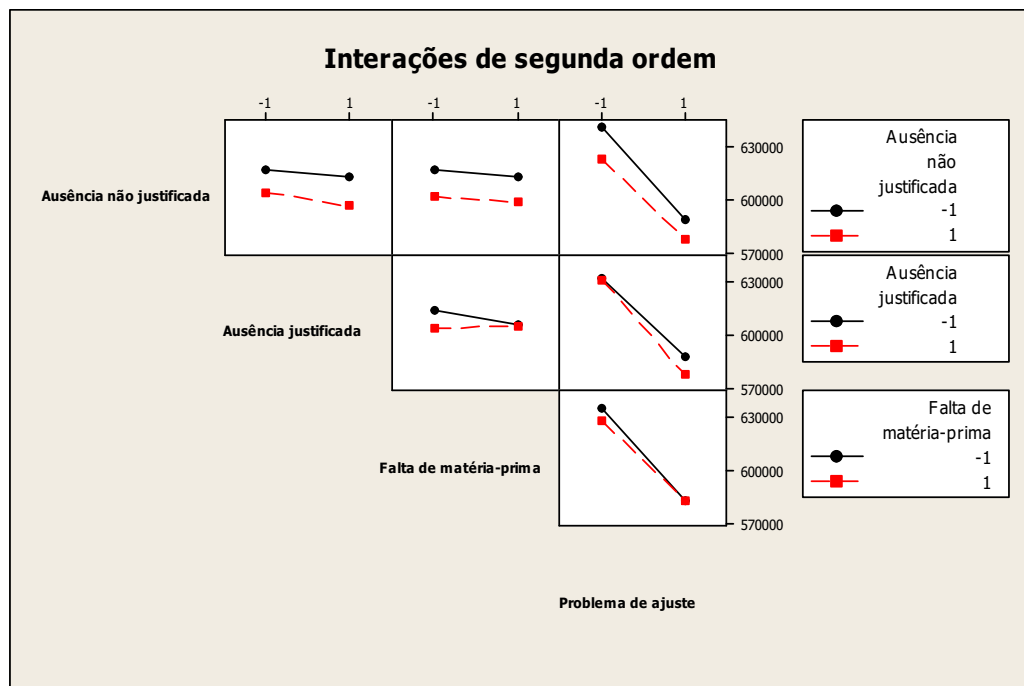 Interações de segunda ordem
-1 1 -1 1 -1 1
Ausência não justificada
630000
600000
570000
Ausência
não
justificada
-1
1
Ausência justificada
630000
600000
570000
Ausência
justificada
-1
1
Falta de matéria-prima
630000
600000
570000
Falta de
matéria-prima
-1
1
Problema de ajuste